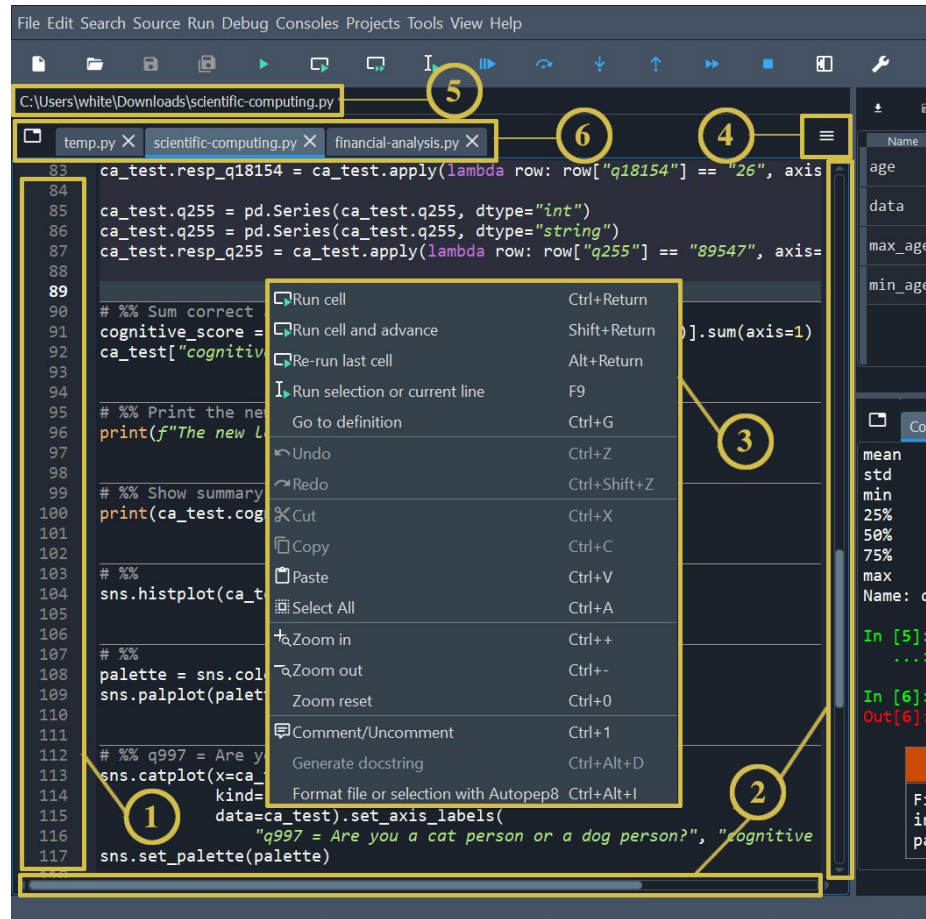 File Edit Search Source Run Debug Consoles Projects Tools View Help
C:\Users\white\Downloads\scientific-computing.py
5
temp.py
scientific-computing.py
financial-analysis.py
6
4
Name
age
data
max_age
min_age
83 ca_test.resp_q18154 = ca_test.apply(lambda row: row["q18154"] == "26", axis
84
85 ca_test.q255 = pd.Series(ca_test.q255, dtype="int")
86 ca_test.q255 = pd.Series(ca_test.q255, dtype="string")
87 ca_test.resp_q255 = ca_test.apply(lambda row: row["q255"] == "89547", axis=
88
89
90 # %% Sum correct
91 cognitive_score = )].sum(axis=1)
92 ca_test["cognitiv
93
94
95 # %% Print the ne
96 print(f"The new l
97
98
99 # %% Show summary
100 print(ca_test.cog
101
102
103 # %%
104 sns.histplot(ca_t
105
106
107 # %%
108 palette = sns.col
109 sns.palplot(palet
110
111
112 # %% q997 = Are y
113 sns.catplot(x=ca_
114 kind=
115 data=ca_test).set_axis_labels(
116 "q997 = Are you a cat person or a dog person?", "cognitive
117 sns.set_palette(palette)
Run cell Ctrl+Return
Run cell and advance Shift+Return
Re-run last cell Alt+Return
Run selection or current line F9
Go to definition Ctrl+G
Undo Ctrl+Z
Redo Ctrl+Shift+Z
Cut Ctrl+X
Copy Ctrl+C
Paste Ctrl+V
Select All Ctrl+A
Zoom in Ctrl++
Zoom out Ctrl+-
Zoom reset Ctrl+0
Comment/Uncomment Ctrl+1
Generate docstring Ctrl+Alt+D
Format file or selection with Autopep8 Ctrl+Alt+I
3
1
2
Co
mean
std
min
25%
50%
75%
max
Name: c
In [5]:
...:
In [6]:
Out[6]: